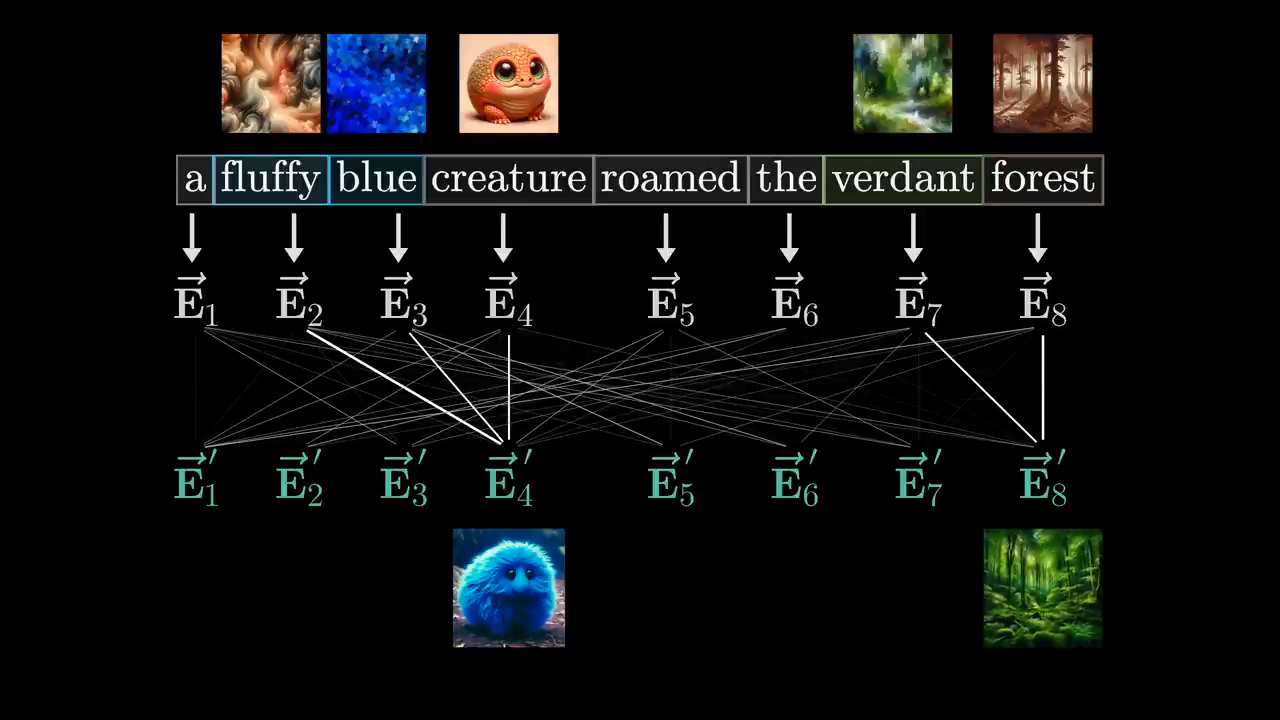 a fluffy blue creature roamed the verdant forest
E⃗₁ E⃗₂ E⃗₃ E⃗₄ E⃗₅ E⃗₆ E⃗₇ E⃗₈
E⃗′₁ E⃗′₂ E⃗′₃ E⃗′₄ E⃗′₅ E⃗′₆ E⃗′₇ E⃗′₈